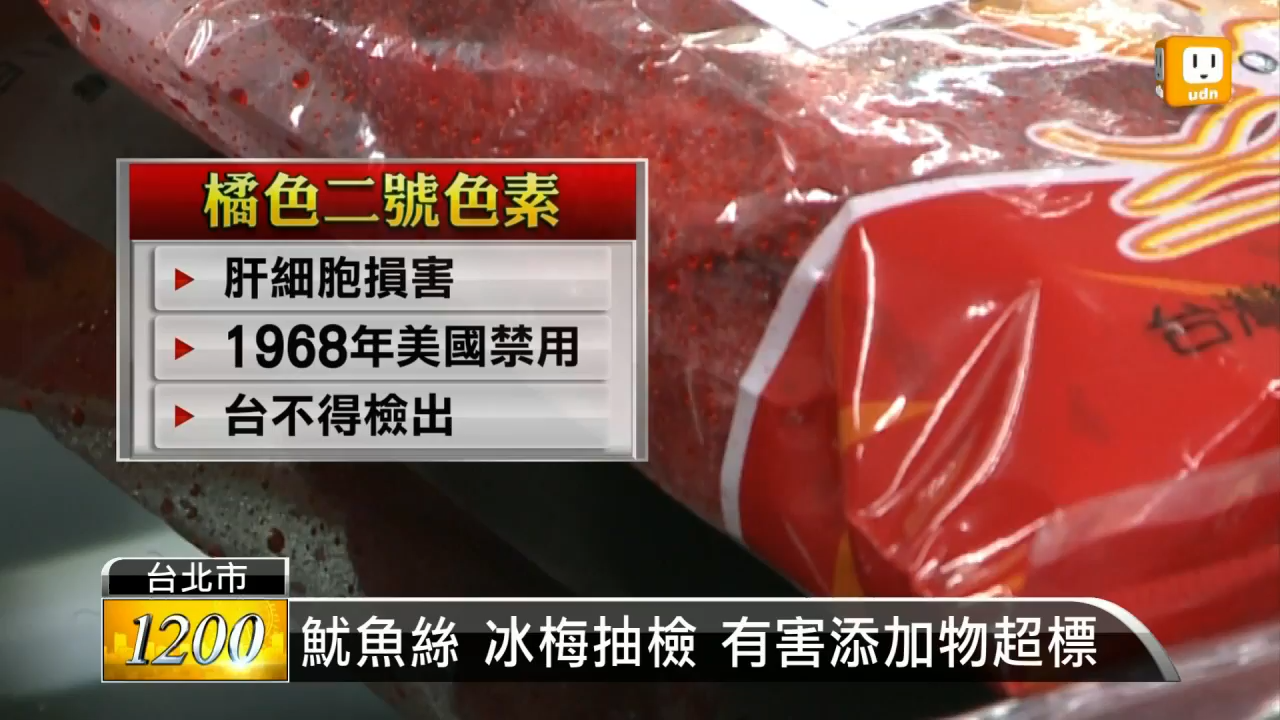 udn
橘色二號色素
肝細胞損害
1968年美國禁用
台不得檢出
台灣
台北市
1200
魷魚絲 冰梅抽檢 有害添加物超標